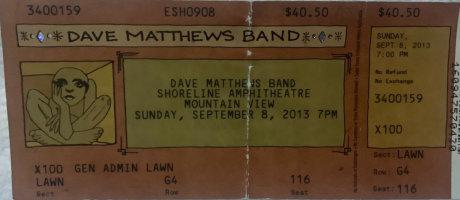 3400159 ESH0908 $40.50 $40.50
DAVE MATTHEWS BAND
DAVE MATTHEWS BAND
SHORELINE AMPHITHEATRE
MOUNTAIN VIEW
SUNDAY, SEPTEMBER 8, 2013 7PM
X100 GEN ADMIN LAWN
LAWN G4 116
Sect Row Seat
SUNDAY,
SEPT 8, 2013
7:00 PM
No Refund
No Exchange
3400159
X100
Sect: LAWN
Row: G4
Seat: 116